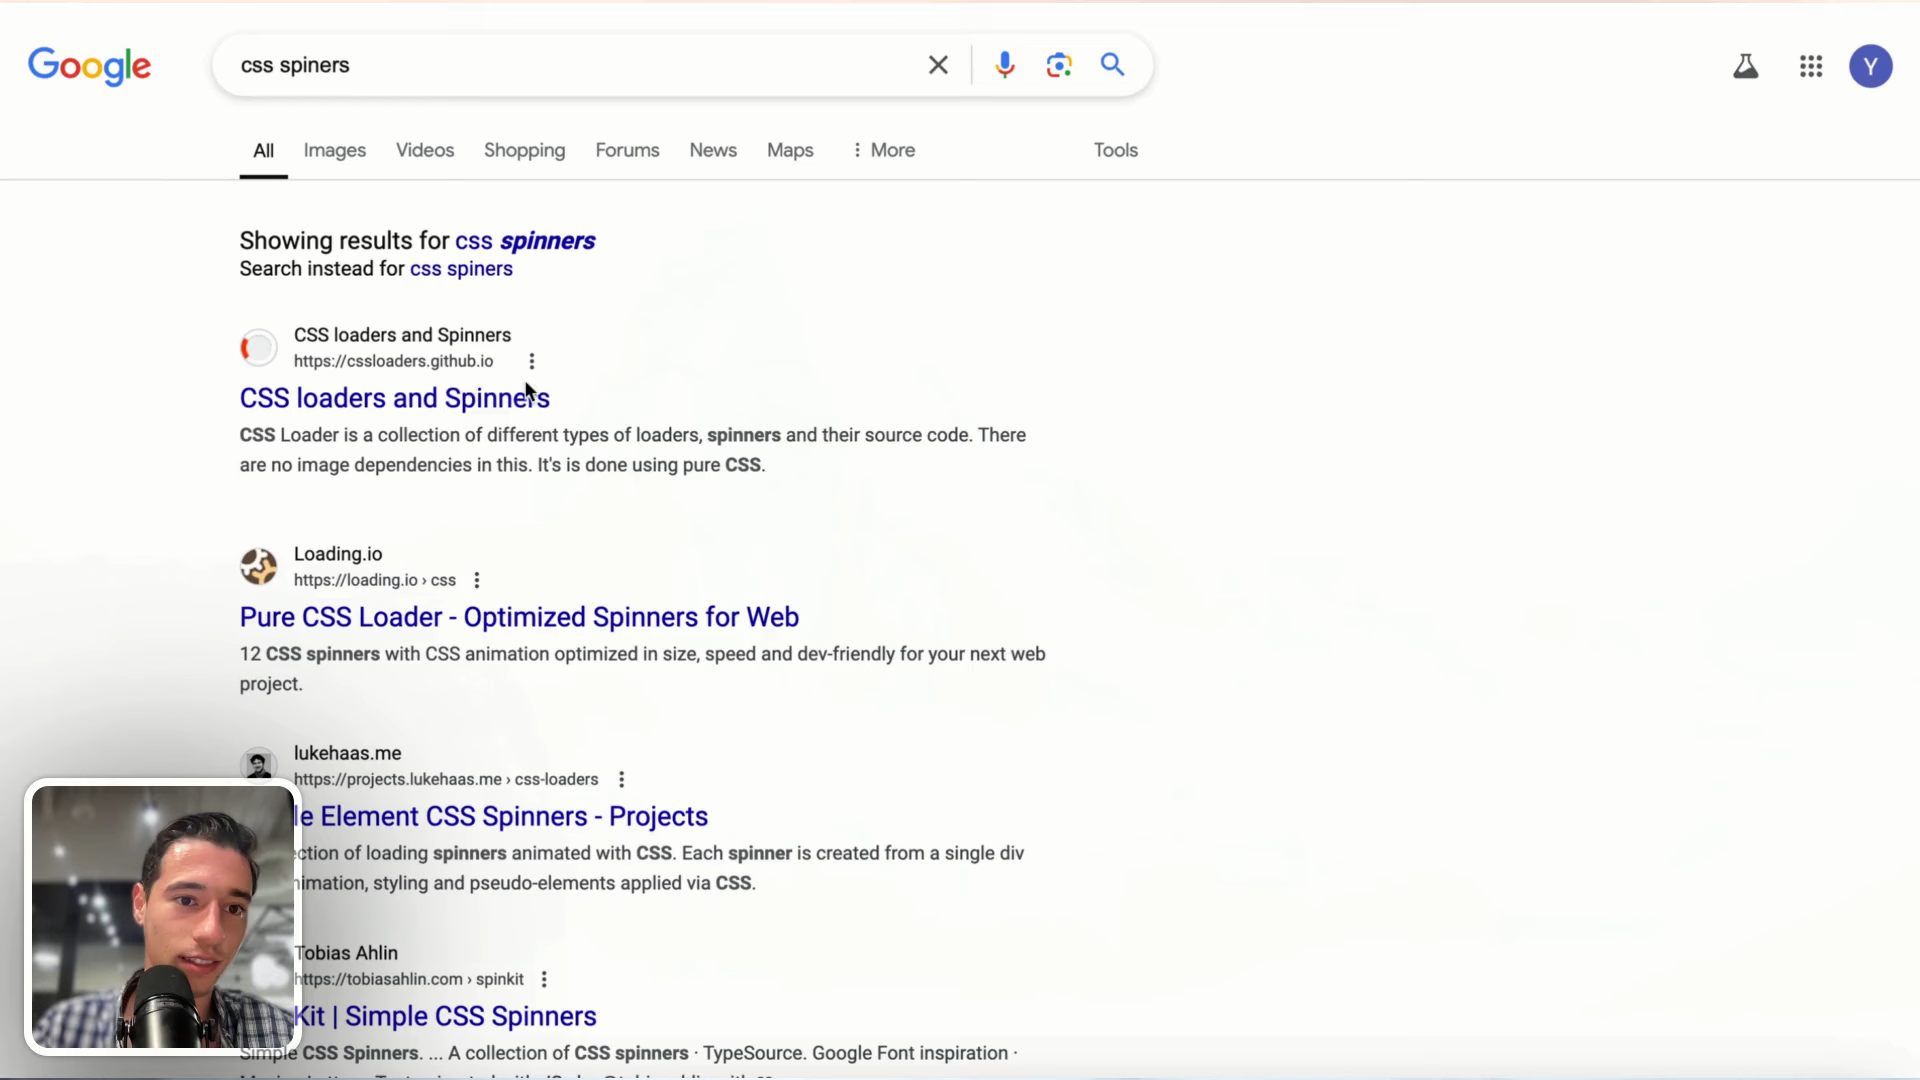 Google
css spiners
Y
All
Images
Videos
Shopping
Forums
News
Maps
More
Tools
Showing results for css spinners
Search instead for css spiners
CSS loaders and Spinners
https://cssloaders.github.io
CSS loaders and Spinners
CSS Loader is a collection of different types of loaders, spinners and their source code. There
are no image dependencies in this. It's is done using pure CSS.
Loading.io
https://loading.io › css
Pure CSS Loader - Optimized Spinners for Web
12 CSS spinners with CSS animation optimized in size, speed and dev-friendly for your next web
project.
lukehaas.me
https://projects.lukehaas.me › css-loaders
le Element CSS Spinners - Projects
ction of loading spinners animated with CSS. Each spinner is created from a single div
nimation, styling and pseudo-elements applied via CSS.
Tobias Ahlin
https://tobiasahlin.com › spinkit
Kit | Simple CSS Spinners
Simple CSS Spinners. ... A collection of CSS spinners · TypeSource. Google Font inspiration ·